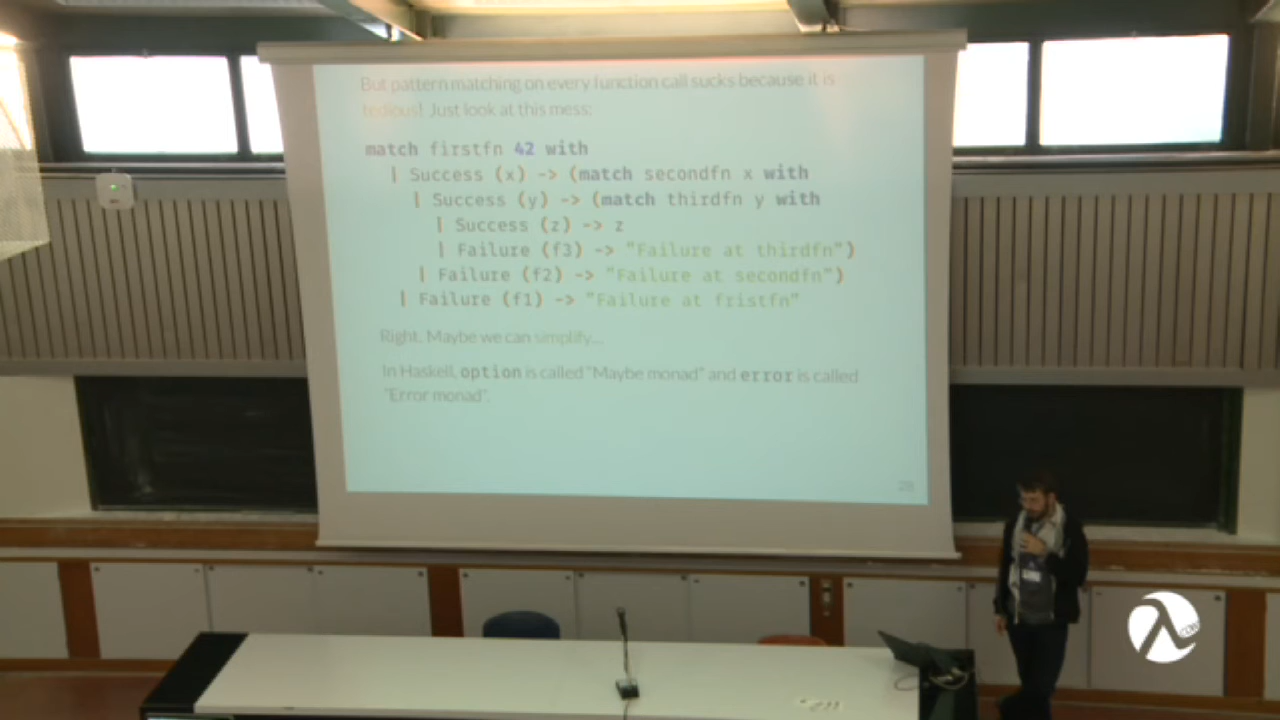 But pattern matching on every function call sucks because it is
tedious! Just look at this mess:
match firstfn 42 with
| Success (x) -> (match secondfn x with
| Success (y) -> (match thirdfn y with
| Success (z) -> z
| Failure (f3) -> "Failure at thirdfn")
| Failure (f2) -> "Failure at secondfn")
| Failure (f1) -> "Failure at fristfn"
Right. Maybe we can simplify...
In Haskell, option is called "Maybe monad" and error is called
"Error monad".
λ